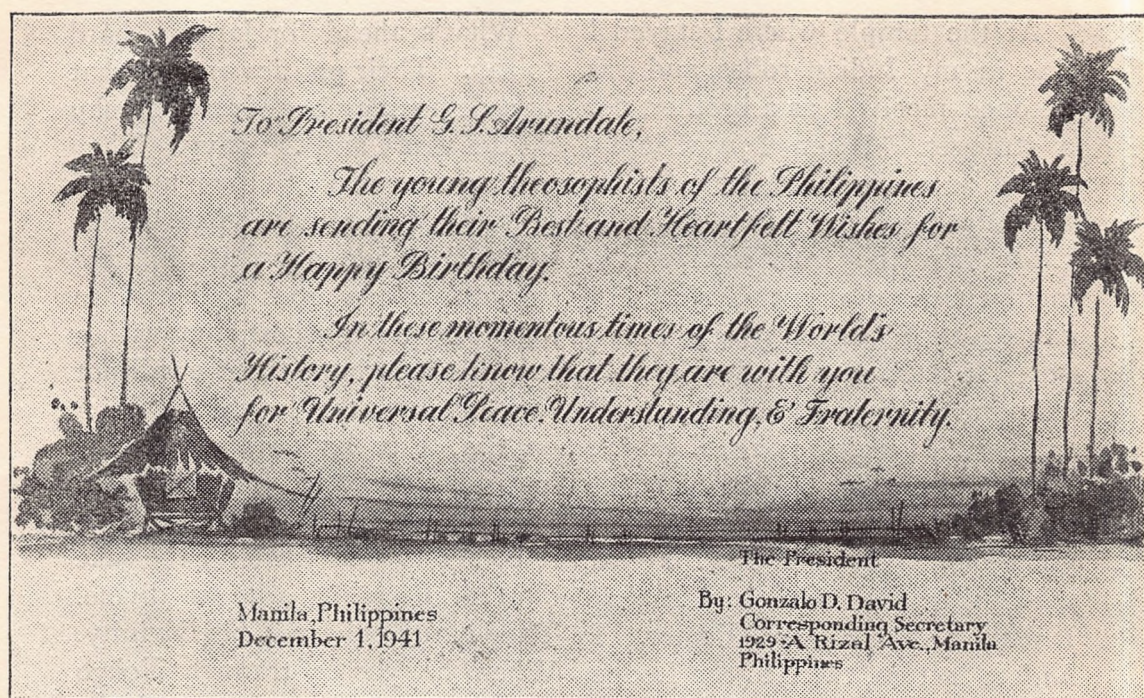 To President G. S. Arundale,
The young theosophists of the Philippines
are sending their Best and Heartfelt Wishes for
a Happy Birthday.
In these momentous times of the World's
History, please know that they are with you
for Universal Peace, Understanding, & Fraternity.
The President
Manila, Philippines
December 1, 1941
By: Gonzalo D. David
Corresponding Secretary
1929-A Rizal Ave., Manila
Philippines